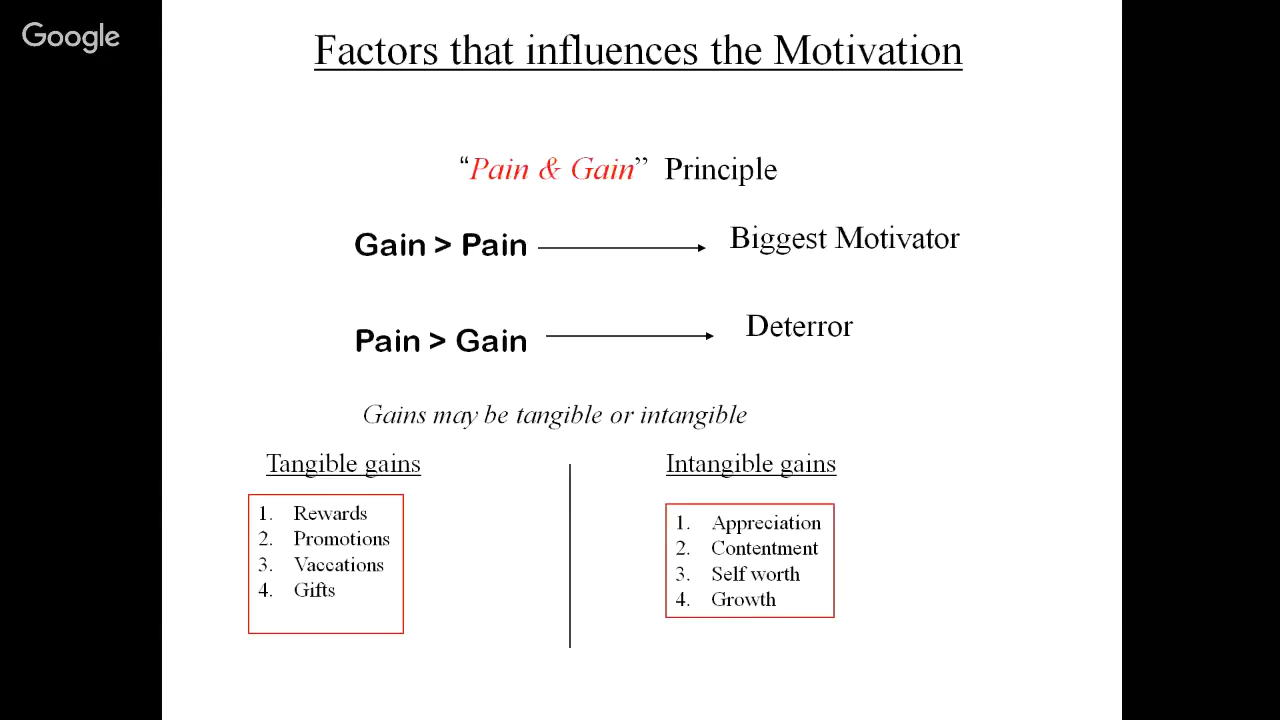 Google
Factors that influences the Motivation
“Pain & Gain” Principle
Gain > Pain
Biggest Motivator
Pain > Gain
Deterror
Gains may be tangible or intangible
Tangible gains
1. Rewards
2. Promotions
3. Vaccations
4. Gifts
Intangible gains
1. Appreciation
2. Contentment
3. Self worth
4. Growth